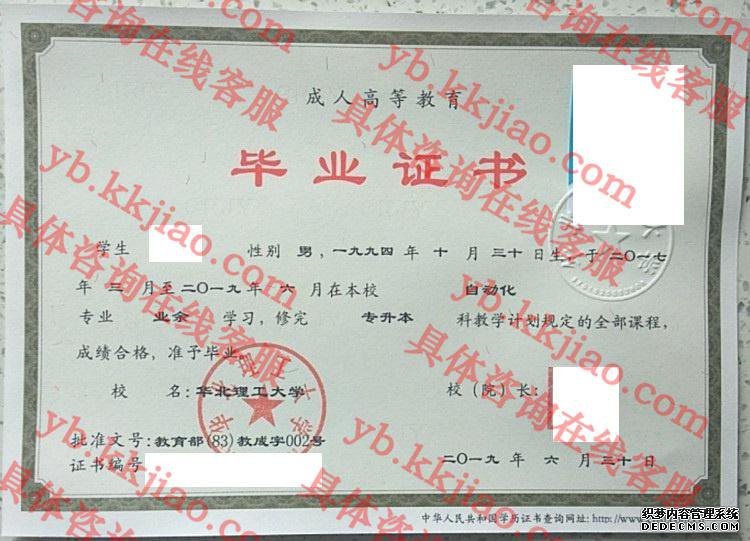 成人高等教育
毕业证书
学生 性别 男，一九九四年 十 月 三十 日生，于 二〇一七
年 三 月至 二〇一九 年 六 月在本校 自动化
专业 业余 学习，修完 专升本 科教学计划规定的全部课程，
成绩合格，准予毕业。
校 名：华北理工大学 校（院）长：
批准文号：教育部(83)教成字002号
证书编号 二〇一九 年 六 月 三十 日
中华人民共和国学历证书查询网址: http://www.
yb.kkjiao.com
具体咨询在线客服
织梦内容管理系统
DEDECMS.COM